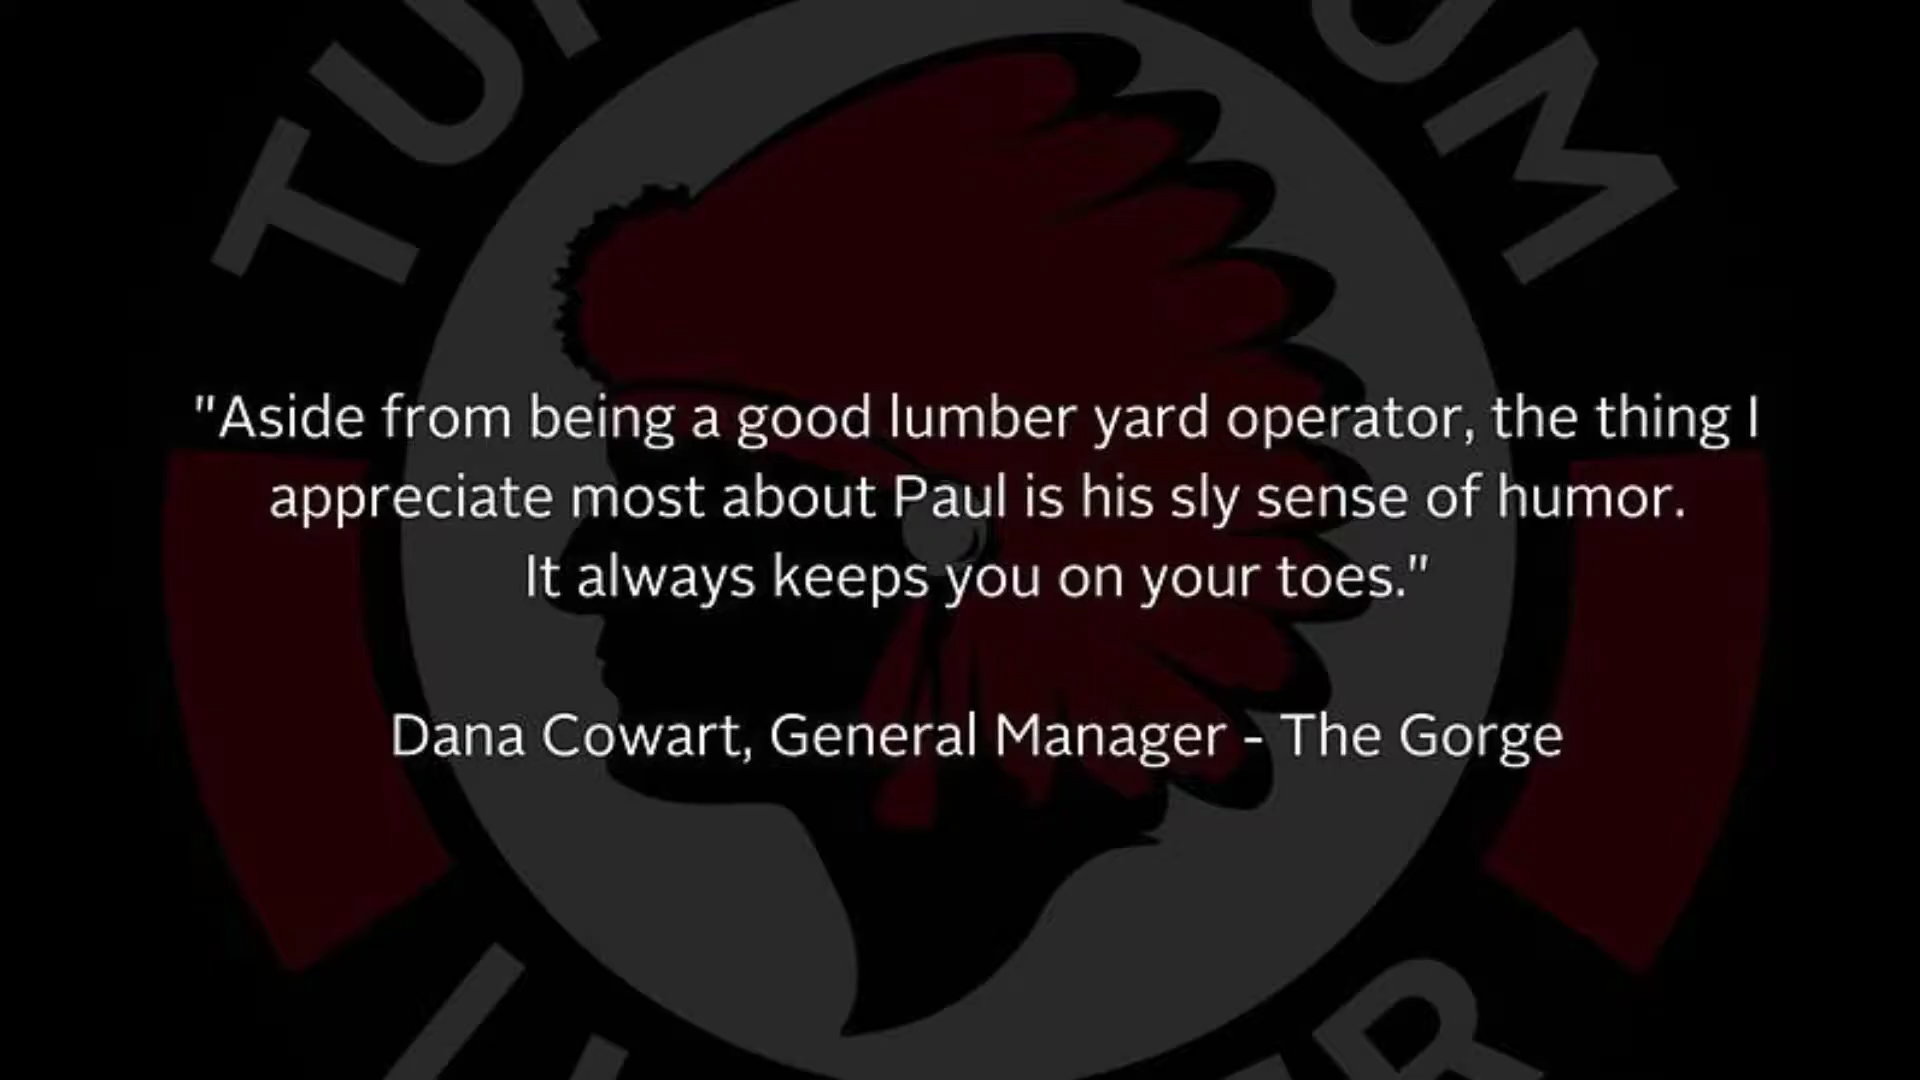 "Aside from being a good lumber yard operator, the thing I
appreciate most about Paul is his sly sense of humor.
It always keeps you on your toes."
Dana Cowart, General Manager - The Gorge